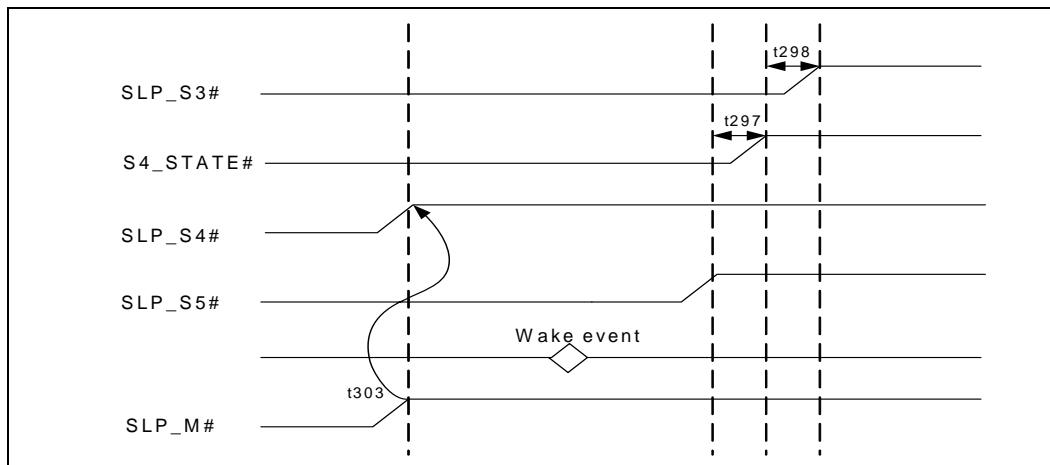 t298
SLP_S3#
t297
S4_STATE#
SLP_S4#
SLP_S5#
Wake event
t303
SLP_M#